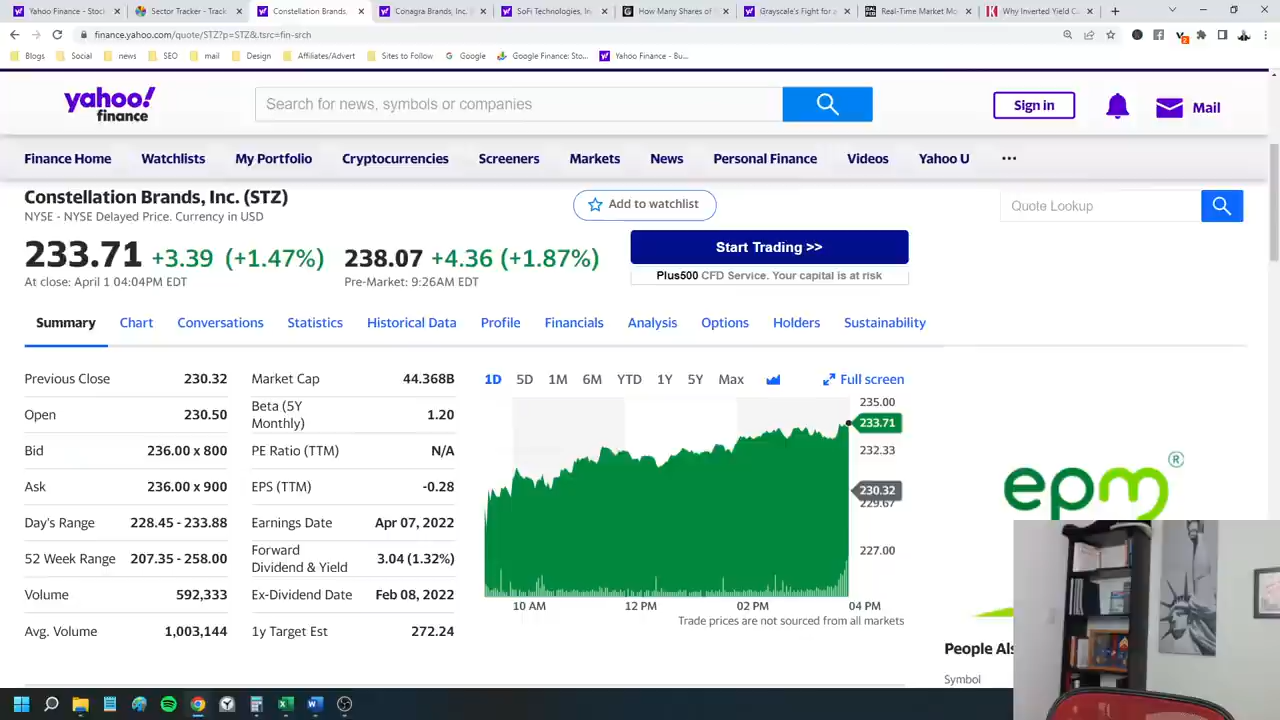 Yahoo Finance - Stoc
Sector Tracker - Track
Constellation Brands,
Conagra Brands, Inc.
SoFi Technologies, In
How Many Shares of
Grayscale's Fight for a
Real-Time Market Mo
Why Inverted Yield C
finance.yahoo.com/quote/STZ?p=STZ&.tsrc=fin-srch
Blogs
Social
news
SEO
mail
Design
Affiliates/Advert
Sites to Follow
Google
Google Finance: Sto...
Yahoo Finance - Bu...
yahoo!
finance
Search for news, symbols or companies
Sign in
Mail
Finance Home
Watchlists
My Portfolio
Cryptocurrencies
Screeners
Markets
News
Personal Finance
Videos
Yahoo U
...
Constellation Brands, Inc. (STZ)
NYSE - NYSE Delayed Price. Currency in USD
Add to watchlist
Quote Lookup
233.71 +3.39 (+1.47%)
At close: April 1 04:04PM EDT
238.07 +4.36 (+1.87%)
Pre-Market: 9:26AM EDT
Start Trading >>
Plus500 CFD Service. Your capital is at risk
Summary
Chart
Conversations
Statistics
Historical Data
Profile
Financials
Analysis
Options
Holders
Sustainability
Previous Close 230.32
Open 230.50
Bid 236.00 x 800
Ask 236.00 x 900
Day's Range 228.45 - 233.88
52 Week Range 207.35 - 258.00
Volume 592,333
Avg. Volume 1,003,144
Market Cap 44.368B
Beta (5Y
Monthly) 1.20
PE Ratio (TTM) N/A
EPS (TTM) -0.28
Earnings Date Apr 07, 2022
Forward
Dividend & Yield 3.04 (1.32%)
Ex-Dividend Date Feb 08, 2022
1y Target Est 272.24
1D 5D 1M 6M YTD 1Y 5Y Max
Full screen
235.00
233.71
232.33
230.32
229.67
227.00
10 AM 12 PM 02 PM 04 PM
Trade prices are not sourced from all markets
epm®
People Als
Symbol